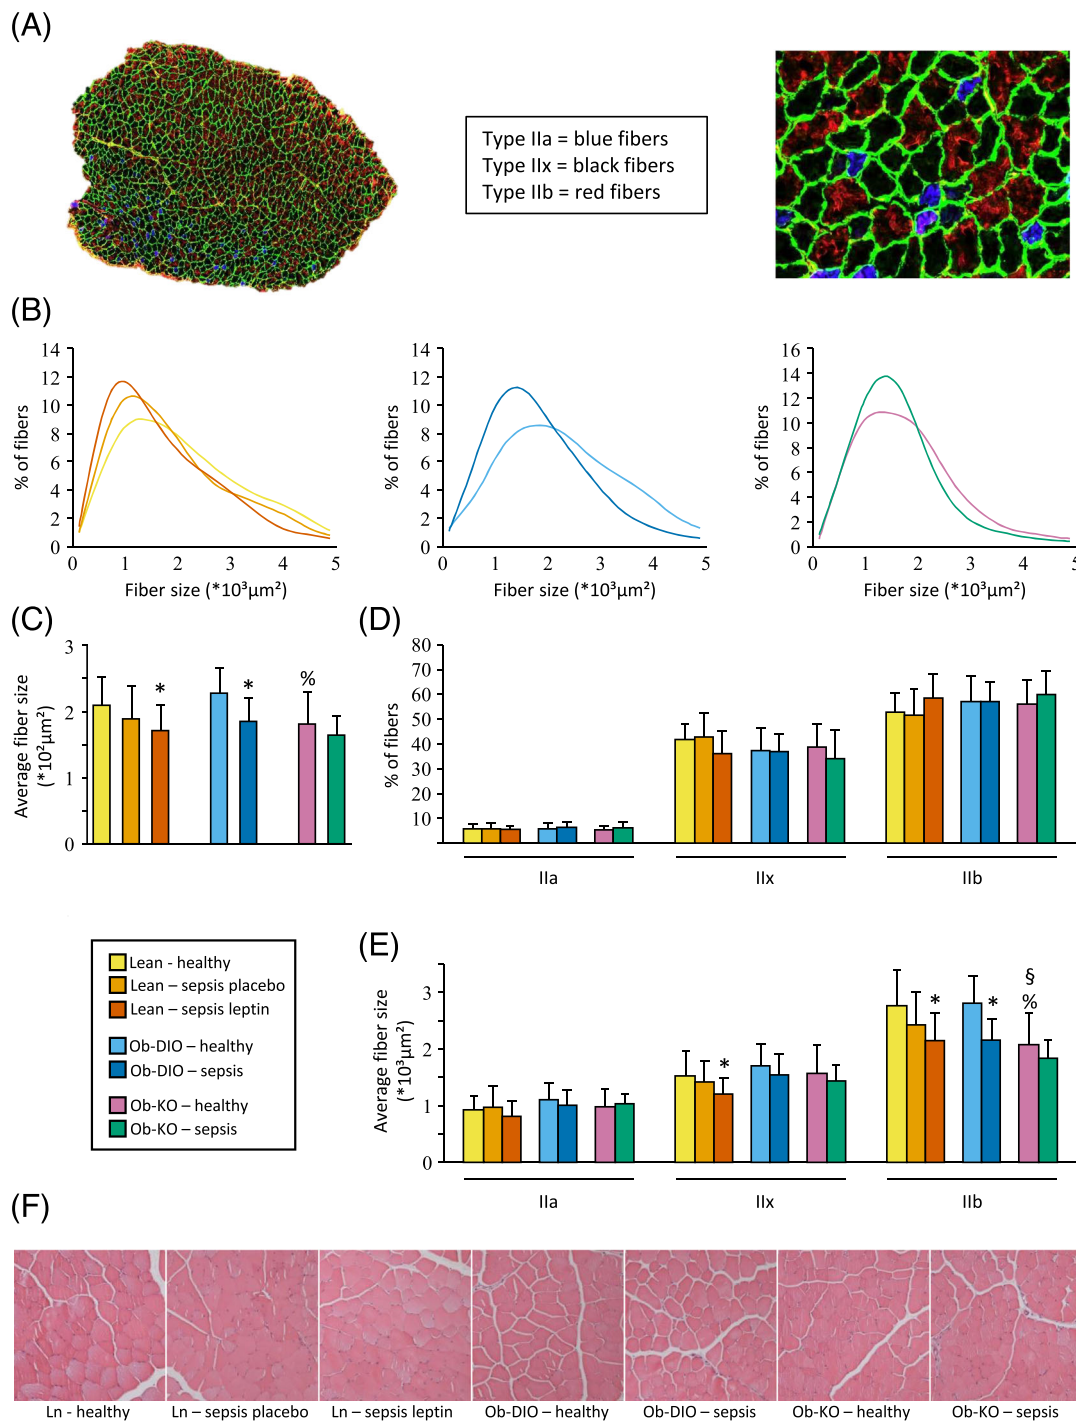 (A)
Type IIa = blue fibers
Type IIx = black fibers
Type IIb = red fibers
(B)
14
12
10
8
6
4
2
0
% of fibers
0 1 2 3 4 5
Fiber size (*10³µm²)
14
12
10
8
6
4
2
0
% of fibers
0 1 2 3 4 5
Fiber size (*10³µm²)
16
14
12
10
8
6
4
2
0
% of fibers
0 1 2 3 4 5
Fiber size (*10³µm²)
(C)
3
2
1
0
Average fiber size
(*10²µm²)
* * %
(D)
80
70
60
50
40
30
20
10
% of fibers
IIa IIx IIb
Lean - healthy
Lean – sepsis placebo
Lean – sepsis leptin
Ob-DIO – healthy
Ob-DIO – sepsis
Ob-KO – healthy
Ob-KO – sepsis
(E)
3
2
1
0
Average fiber size
(*10³µm²)
§
* * * %
IIa IIx IIb
(F)
Ln - healthy Ln – sepsis placebo Ln – sepsis leptin Ob-DIO – healthy Ob-DIO – sepsis Ob-KO – healthy Ob-KO – sepsis